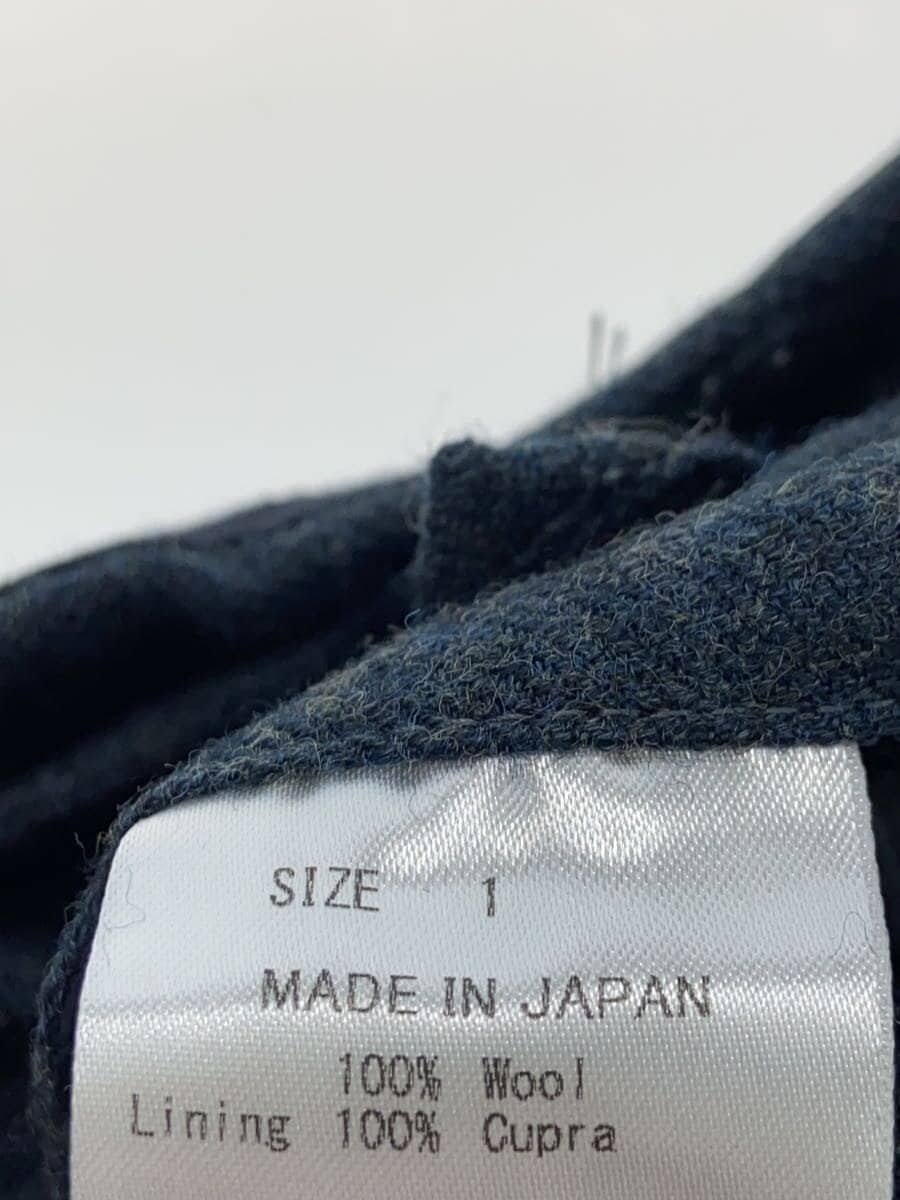 SIZE 1
MADE IN JAPAN
100% Wool
Lining 100% Cupra